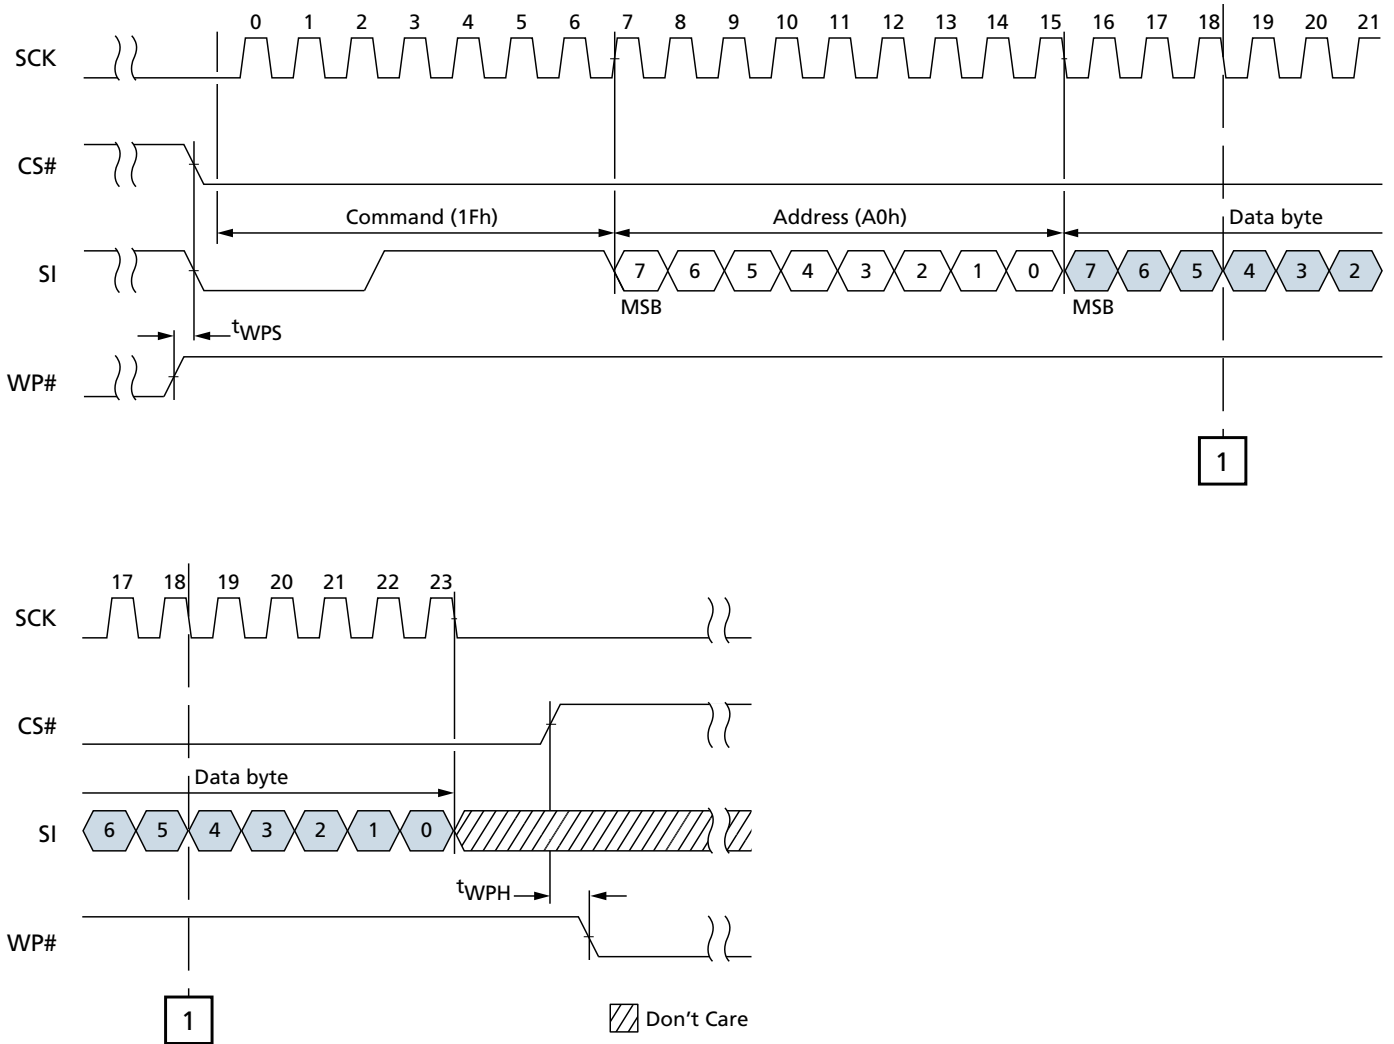 0 1 2 3 4 5 6 7 8 9 10 11 12 13 14 15 16 17 18 19 20 21
SCK
CS#
Command (1Fh) Address (A0h) Data byte
SI 7 6 5 4 3 2 1 0 7 6 5 4 3 2
MSB MSB
tWPS
WP#
1
17 18 19 20 21 22 23
SCK
CS#
Data byte
SI 6 5 4 3 2 1 0
tWPH
WP#
1
Don't Care